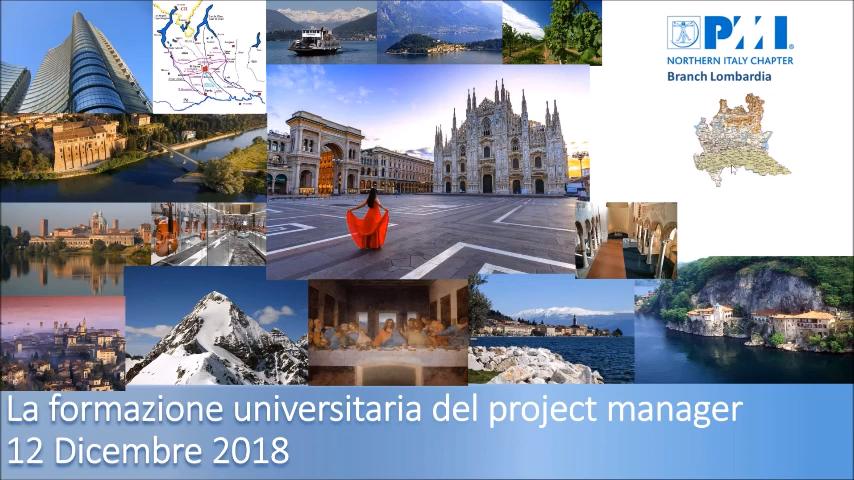 PMI
NORTHERN ITALY CHAPTER
Branch Lombardia
La formazione universitaria del project manager
12 Dicembre 2018